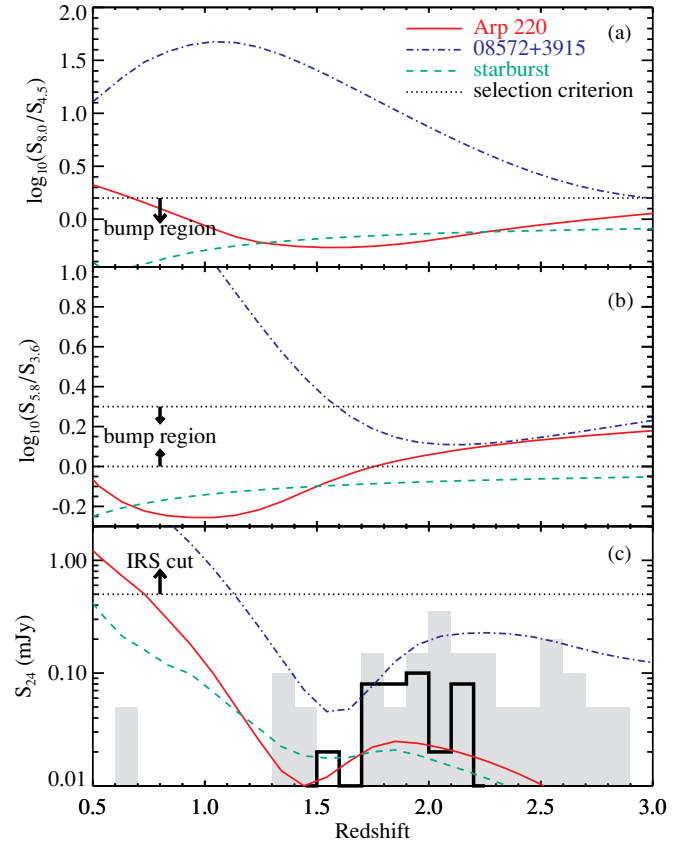 Arp 220
(a)
08572+3915
starburst
selection criterion
bump region
log10(S8.0/S4.5)
2.0
1.5
1.0
0.5
0.0
(b)
bump region
log10(S5.8/S3.6)
1.0
0.8
0.6
0.4
0.2
0.0
-0.2
IRS cut
(c)
S24 (mJy)
1.00
0.10
0.01
0.5 1.0 1.5 2.0 2.5 3.0
Redshift